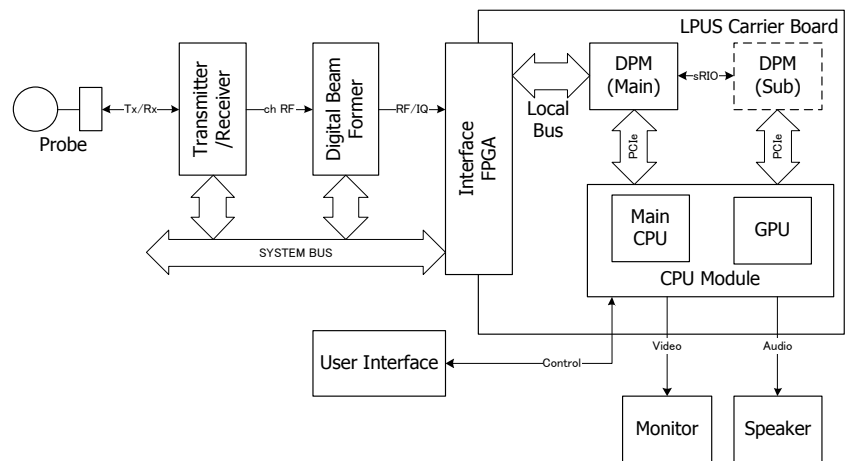 LPUS Carrier Board
Probe
Tx/Rx
Transmitter
/Receiver
ch RF
Digital Beam
Former
RF/IQ
Interface
FPGA
Local
Bus
DPM
(Main)
sRIO
DPM
(Sub)
PCIe
PCIe
Main
CPU
GPU
CPU Module
SYSTEM BUS
User Interface
Control
Video
Audio
Monitor
Speaker